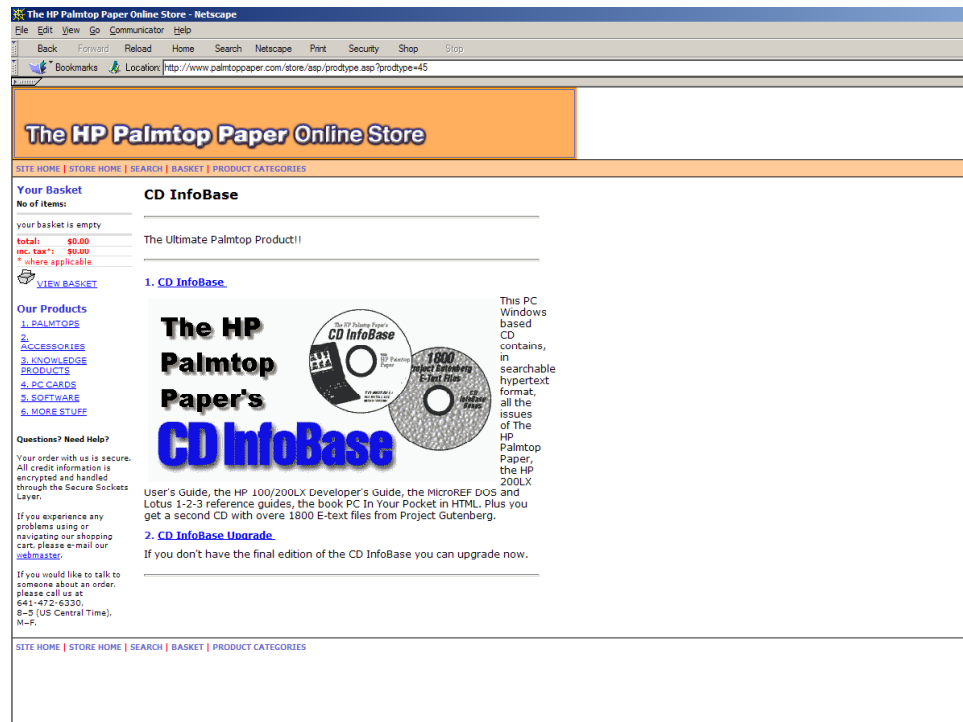 The HP Palmtop Paper Online Store - Netscape
File Edit View Go Communicator Help
Back Forward Reload Home Search Netscape Print Security Shop Stop
Bookmarks Location: http://www.palmtoppaper.com/store/asp/prodtype.asp?prodtype=45
The HP Palmtop Paper Online Store
SITE HOME | STORE HOME | SEARCH | BASKET | PRODUCT CATEGORIES
Your Basket
No of items:
your basket is empty
total: $0.00
inc. tax*: $0.00
* where applicable
VIEW BASKET
Our Products
1. PALMTOPS
2.
ACCESSORIES
3. KNOWLEDGE
PRODUCTS
4. PC CARDS
5. SOFTWARE
6. MORE STUFF
Questions? Need Help?
Your order with us is secure.
All credit information is
encrypted and handled
through the Secure Sockets
Layer.
If you experience any
problems using or
navigating our shopping
cart, please e-mail our
webmaster.
If you would like to talk to
someone about an order,
please call us at
641-472-6330,
8–5 (US Central Time),
M–F.
CD InfoBase
The Ultimate Palmtop Product!!
1. CD InfoBase
The HP
Palmtop
Paper's
CD InfoBase
The HP Palmtop Paper's
CD InfoBase
1800
Project Gutenberg
E-Text Files
CD
InfoBase
Bonus
This PC
Windows
based
CD
contains,
in
searchable
hypertext
format,
all the
issues
of The
HP
Palmtop
Paper,
the HP
200LX
User's Guide, the HP 100/200LX Developer's Guide, the MicroREF DOS and
Lotus 1-2-3 reference guides, the book PC In Your Pocket in HTML. Plus you
get a second CD with overe 1800 E-text files from Project Gutenberg.
2. CD InfoBase Upgrade
If you don't have the final edition of the CD InfoBase you can upgrade now.
SITE HOME | STORE HOME | SEARCH | BASKET | PRODUCT CATEGORIES